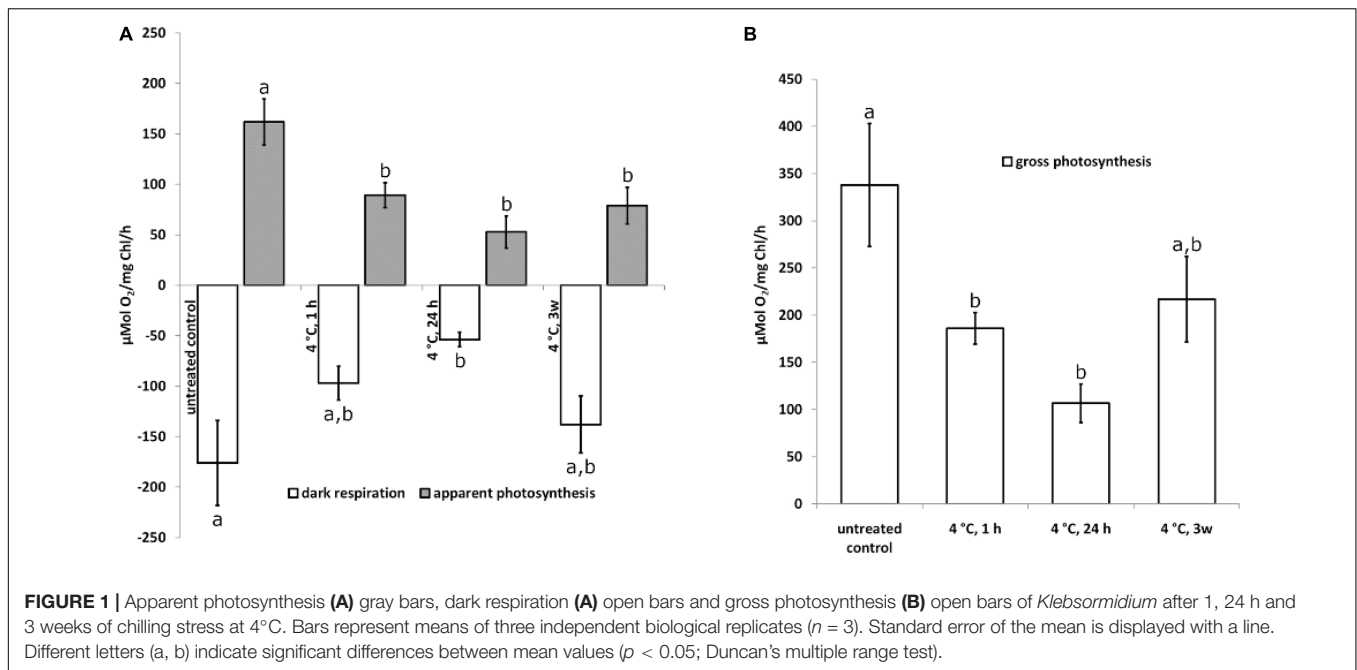 A
250
200
150
100
50
0
-50
-100
-150
-200
-250
µMol O₂/mg Chl/h
a
b
b
b
untreated control
4 °C, 1 h
4 °C, 24 h
4 °C, 3w
a
a,b
b
a,b
dark respiration
apparent photosynthesis
B
450
400
350
300
250
200
150
100
50
0
µMol O₂/mg Chl/h
gross photosynthesis
a
b
b
a,b
untreated
control
4 °C, 1 h
4 °C, 24 h
4 °C, 3w
FIGURE 1 | Apparent photosynthesis (A) gray bars, dark respiration (A) open bars and gross photosynthesis (B) open bars of Klebsormidium after 1, 24 h and
3 weeks of chilling stress at 4°C. Bars represent means of three independent biological replicates (n = 3). Standard error of the mean is displayed with a line.
Different letters (a, b) indicate significant differences between mean values (p < 0.05; Duncan's multiple range test).